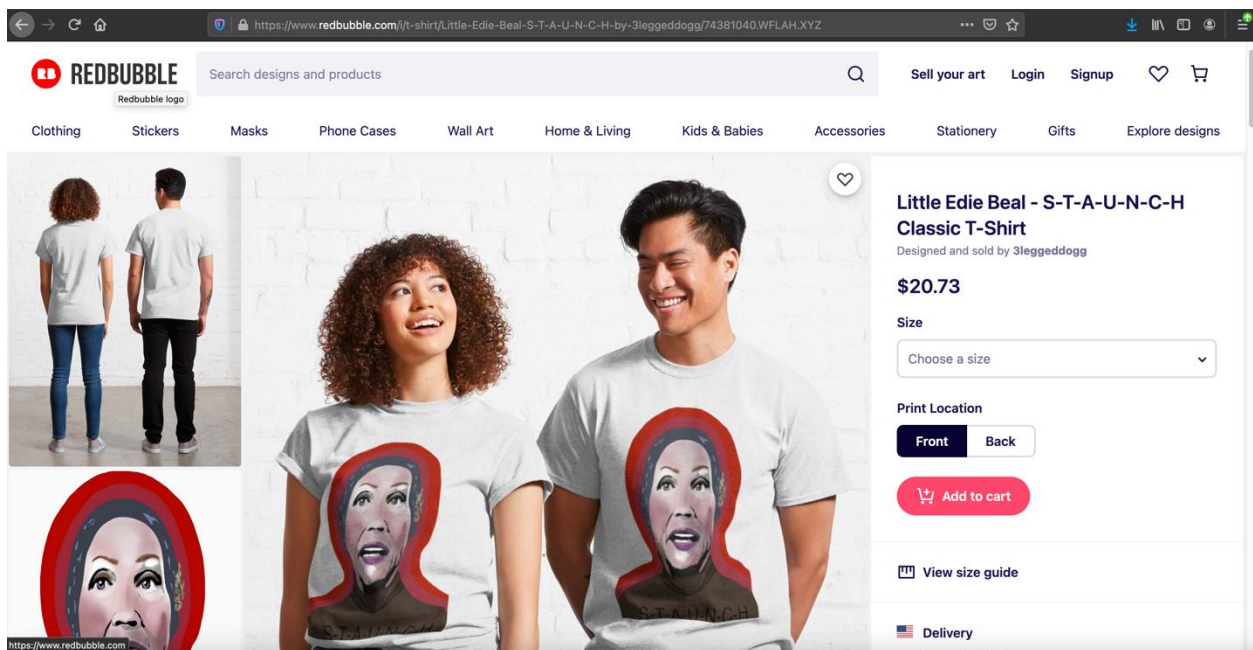 https://www.redbubble.com/i/t-shirt/Little-Edie-Beal-S-T-A-U-N-C-H-by-3leggeddogg/74381040.WFLAH.XYZ
RB REDBUBBLE
Search designs and products
Sell your art
Login
Signup
Redbubble logo
Clothing
Stickers
Masks
Phone Cases
Wall Art
Home & Living
Kids & Babies
Accessories
Stationery
Gifts
Explore designs
Little Edie Beal - S-T-A-U-N-C-H
Classic T-Shirt
Designed and sold by 3leggeddogg
$20.73
Size
Choose a size
Print Location
Front
Back
Add to cart
View size guide
Delivery
S-T-A-U-N-C-H
S-T-A-U-N-C-H
https://www.redbubble.com